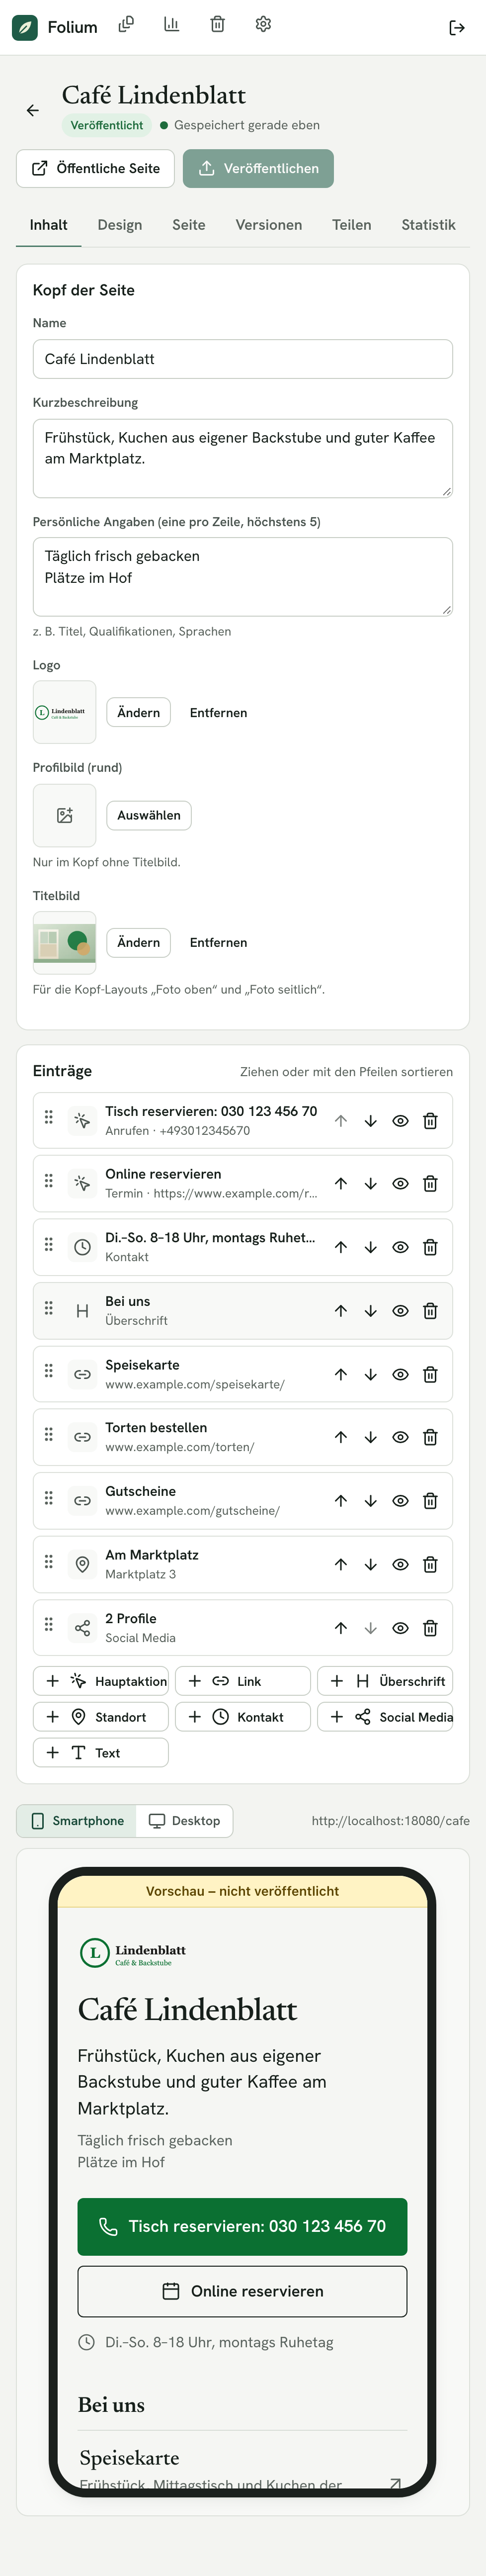 Folium
Café Lindenblatt
Veröffentlicht
Gespeichert gerade eben
Öffentliche Seite
Veröffentlichen
Inhalt
Design
Seite
Versionen
Teilen
Statistik
Kopf der Seite
Name
Café Lindenblatt
Kurzbeschreibung
Frühstück, Kuchen aus eigener Backstube und guter Kaffee
am Marktplatz.
Persönliche Angaben (eine pro Zeile, höchstens 5)
Täglich frisch gebacken
Plätze im Hof
z. B. Titel, Qualifikationen, Sprachen
Logo
L Lindenblatt
Café & Backstube
Ändern
Entfernen
Profilbild (rund)
Auswählen
Nur im Kopf ohne Titelbild.
Titelbild
Ändern
Entfernen
Für die Kopf-Layouts „Foto oben“ und „Foto seitlich“.
Einträge
Ziehen oder mit den Pfeilen sortieren
Tisch reservieren: 030 123 456 70
Anrufen · +493012345670
Online reservieren
Termin · https://www.example.com/r...
Di.–So. 8–18 Uhr, montags Ruhet...
Kontakt
H
Bei uns
Überschrift
Speisekarte
www.example.com/speisekarte/
Torten bestellen
www.example.com/torten/
Gutscheine
www.example.com/gutscheine/
Am Marktplatz
Marktplatz 3
2 Profile
Social Media
+ Hauptaktion
+ Link
+ H Überschrift
+ Standort
+ Kontakt
+ Social Media
+ T Text
Smartphone
Desktop
http://localhost:18080/cafe
Vorschau – nicht veröffentlicht
L Lindenblatt
Café & Backstube
Café Lindenblatt
Frühstück, Kuchen aus eigener
Backstube und guter Kaffee am
Marktplatz.
Täglich frisch gebacken
Plätze im Hof
Tisch reservieren: 030 123 456 70
Online reservieren
Di.–So. 8–18 Uhr, montags Ruhetag
Bei uns
Speisekarte
Frühstück, Mittagstisch und Kuchen der